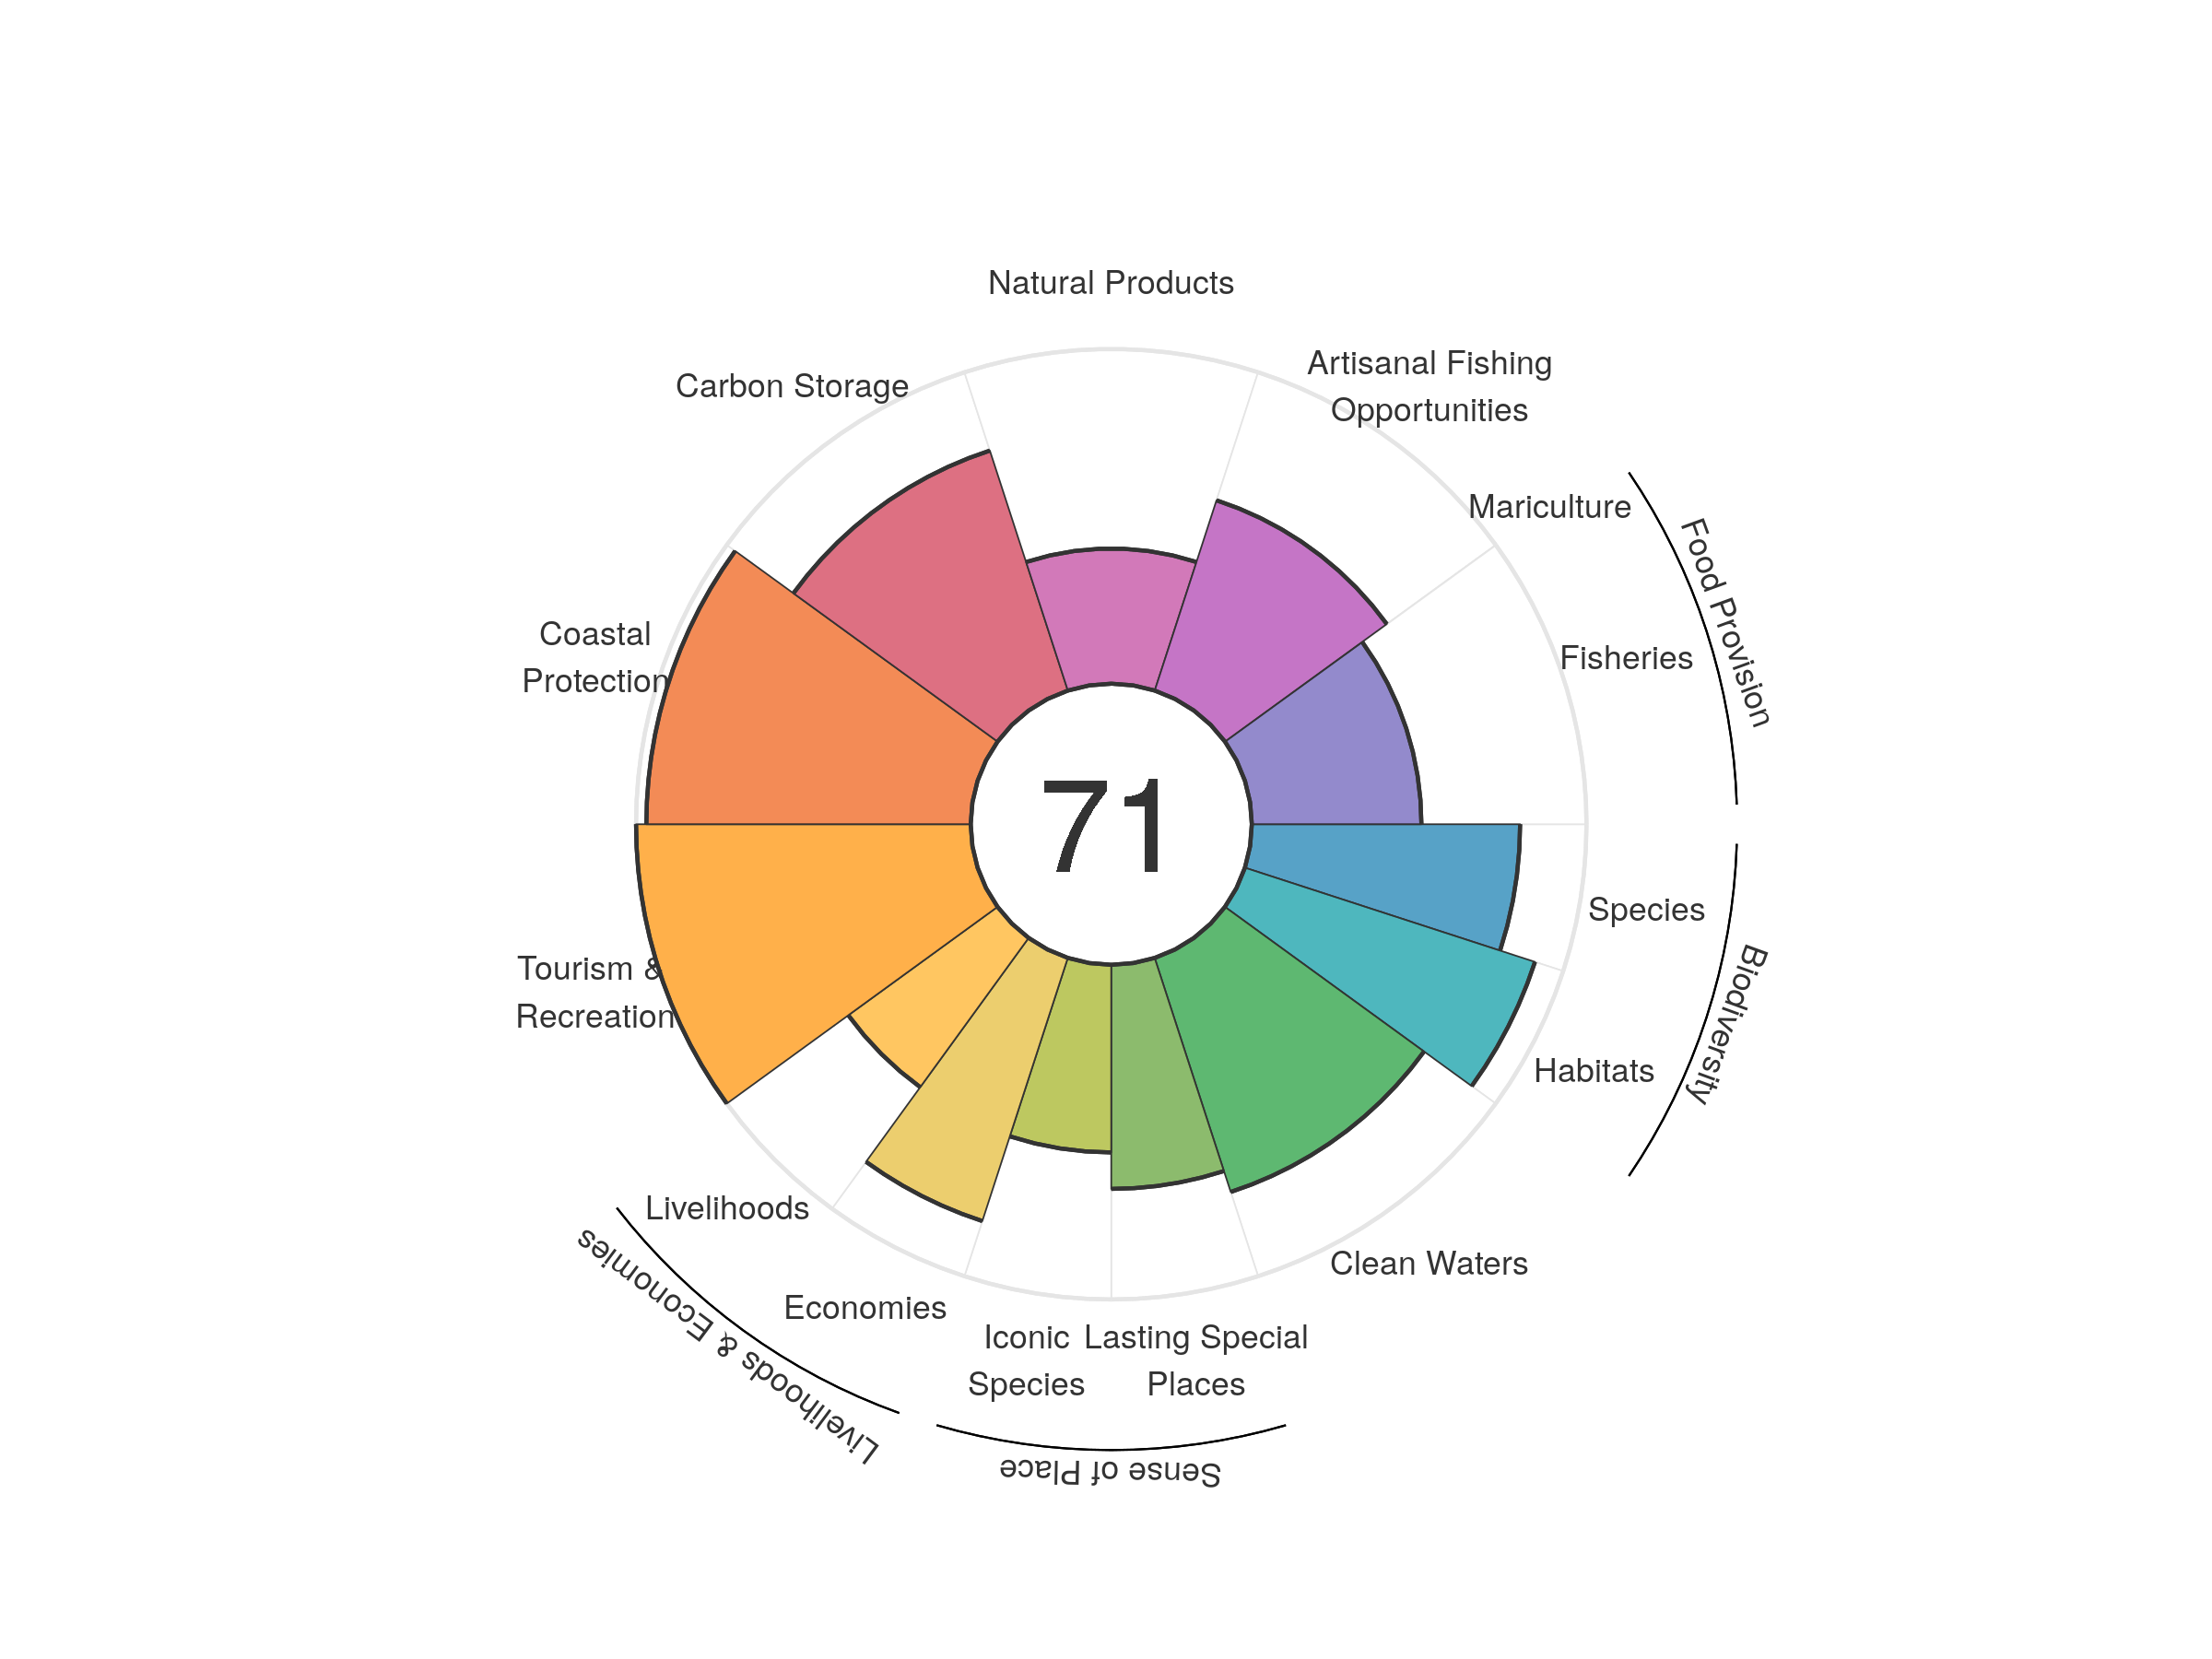 Natural Products
Artisanal Fishing
Opportunities
Carbon Storage
Mariculture
Food Provision
Fisheries
Coastal
Protection
71
Species
Biodiversity
Tourism &
Recreation
Habitats
Livelihoods
Livelihoods & Economies
Clean Waters
Economies
Iconic
Species
Lasting Special
Places
Sense of Place